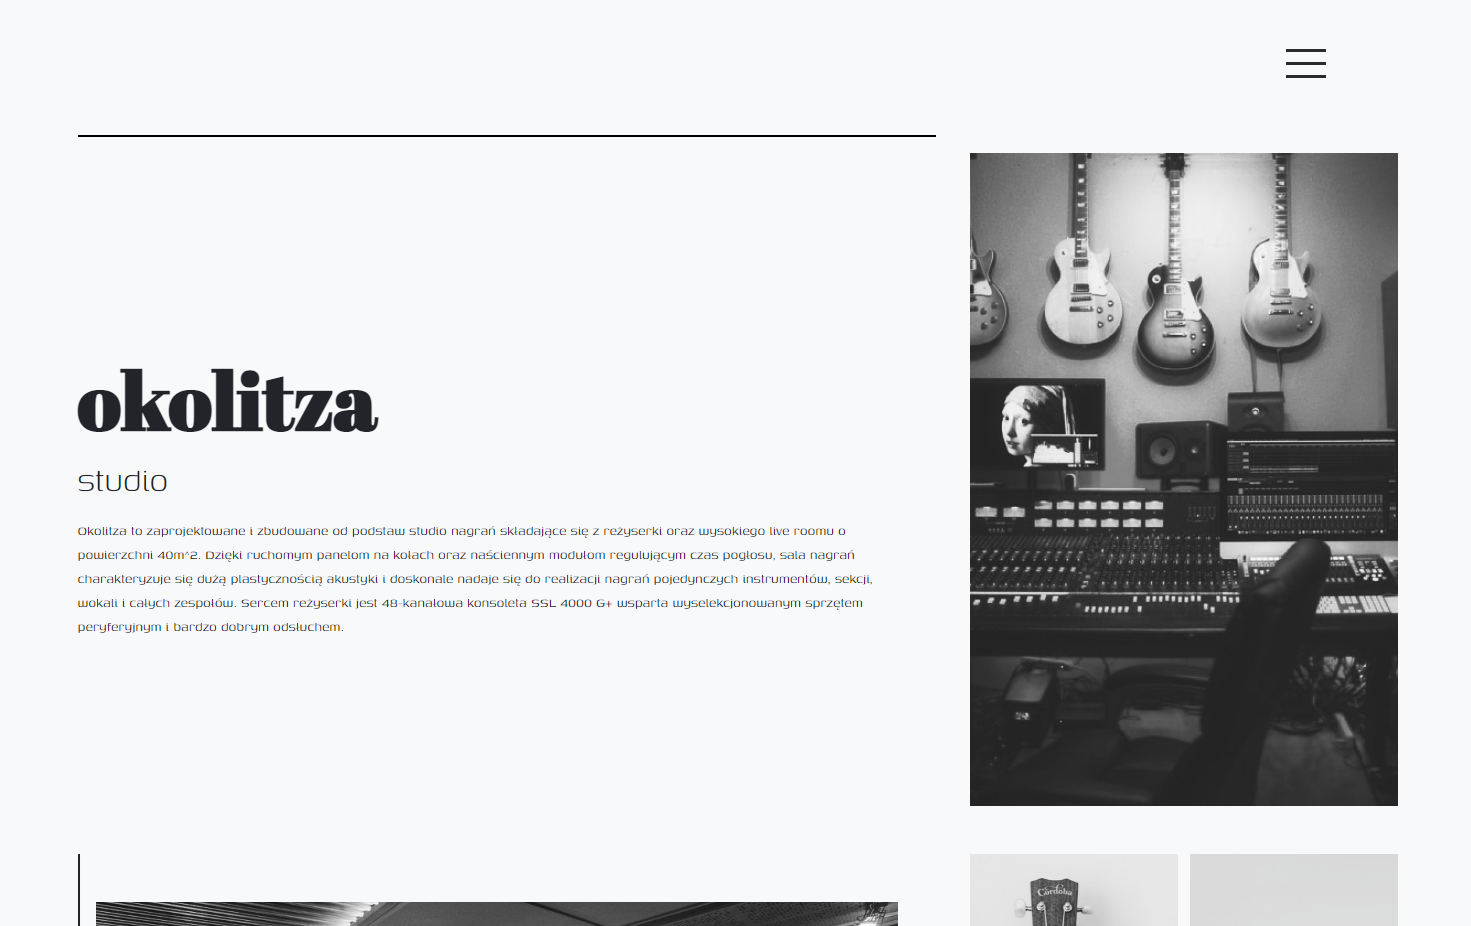 okolitza
studio
Okolitza to zaprojektowane i zbudowane od podstaw studio nagrań składające się z reżyserki oraz wysokiego live roomu o
powierzchni 40m^2. Dzięki ruchomym panelom na kołach oraz naściennym modułom regulującym czas pogłosu, sala nagrań
charakteryzuje się dużą plastycznością akustyki i doskonale nadaje się do realizacji nagrań pojedynczych instrumentów, sekcji,
wokali i całych zespołów. Sercem reżyserki jest 48-kanałowa konsoleta SSL 4000 G+ wsparta wyselekcjonowanym sprzętem
peryferyjnym i bardzo dobrym odsłuchem.
Cordoba